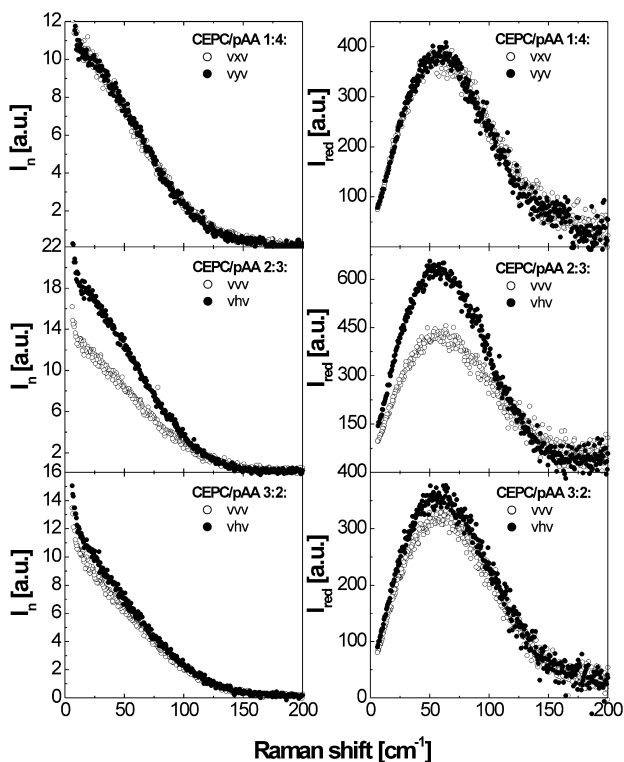 12
10
8
6
4
2
I_n [a.u.]
CEPC/pAA 1:4:
vxv
vyv
400
300
200
100
I_red [a.u.]
CEPC/pAA 1:4:
vxv
vyv
22
18
14
10
6
2
I_n [a.u.]
CEPC/pAA 2:3:
vvv
vhv
600
450
300
150
I_red [a.u.]
CEPC/pAA 2:3:
vvv
vhv
16
14
12
10
8
6
4
2
0
I_n [a.u.]
CEPC/pAA 3:2:
vvv
vhv
0 50 100 150 200
400
300
200
100
0
I_red [a.u.]
CEPC/pAA 3:2:
vvv
vhv
0 50 100 150 200
Raman shift [cm⁻¹]